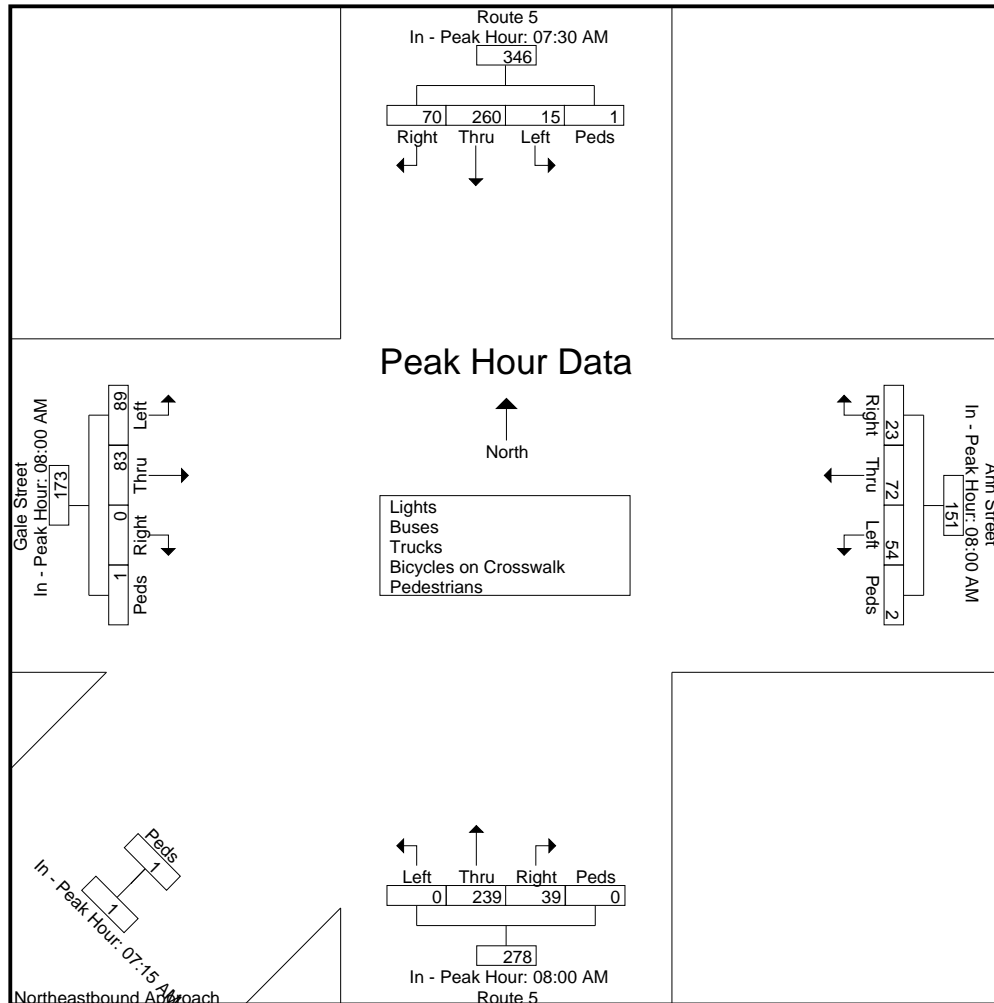 Route 5
In - Peak Hour: 07:30 AM
346
70 260 15 1
Right Thru Left Peds
Peak Hour Data
North
Lights
Buses
Trucks
Bicycles on Crosswalk
Pedestrians
Gale Street
In - Peak Hour: 08:00 AM
173
89 83 0 1
Left Thru Right Peds
Ann Street
In - Peak Hour: 08:00 AM
151
23 72 54 2
Right Thru Left Peds
Peds
1
1
In - Peak Hour: 07:15 AM
Northeastbound Approach
Left Thru Right Peds
0 239 39 0
278
In - Peak Hour: 08:00 AM
Route 5